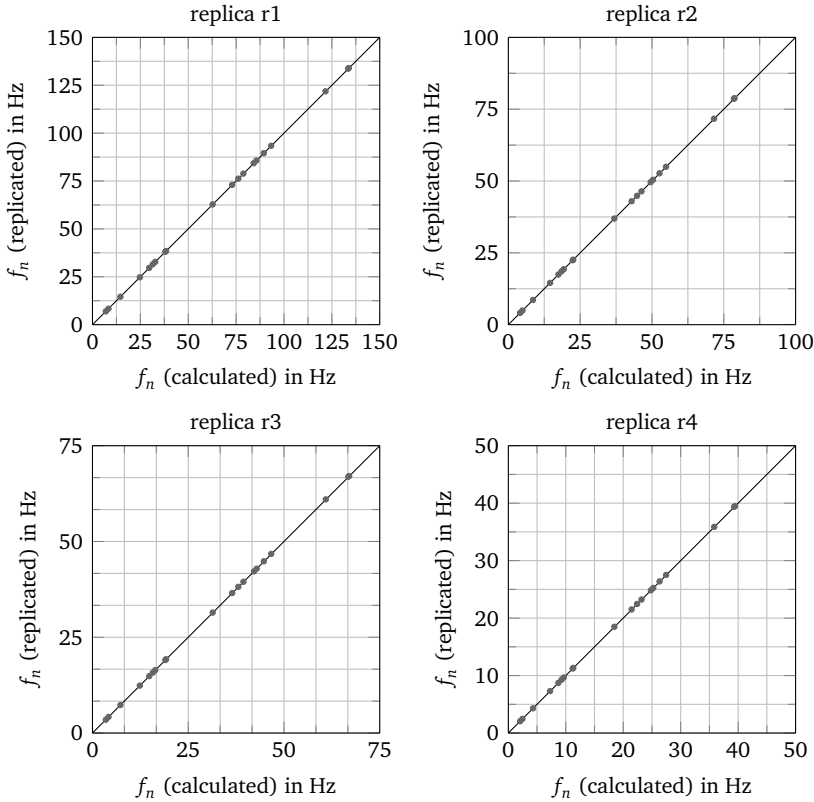 replica r1
150
125
100
75
50
25
0
0 25 50 75 100 125 150
f_n (replicated) in Hz
f_n (calculated) in Hz
replica r2
100
75
50
25
0
0 25 50 75 100
f_n (replicated) in Hz
f_n (calculated) in Hz
replica r3
75
50
25
0
0 25 50 75
f_n (replicated) in Hz
f_n (calculated) in Hz
replica r4
50
40
30
20
10
0
0 10 20 30 40 50
f_n (replicated) in Hz
f_n (calculated) in Hz